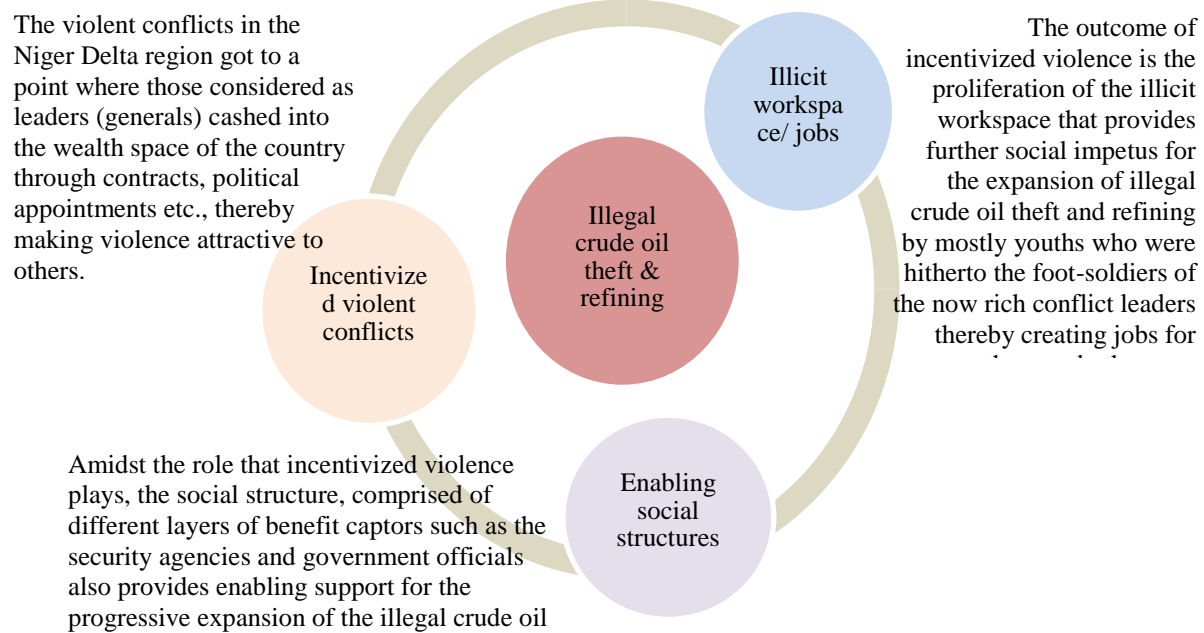 The violent conflicts in the
Niger Delta region got to a
point where those considered as
leaders (generals) cashed into
the wealth space of the country
through contracts, political
appointments etc., thereby
making violence attractive to
others.
Illicit
workspa
ce/ jobs
The outcome of
incentivized violence is the
proliferation of the illicit
workspace that provides
further social impetus for
the expansion of illegal
crude oil theft and refining
by mostly youths who were
hitherto the foot-soldiers of
the now rich conflict leaders
thereby creating jobs for
Illegal
crude oil
theft &
refining
Incentivize
d violent
conflicts
Enabling
social
structures
Amidst the role that incentivized violence
plays, the social structure, comprised of
different layers of benefit captors such as the
security agencies and government officials
also provides enabling support for the
progressive expansion of the illegal crude oil